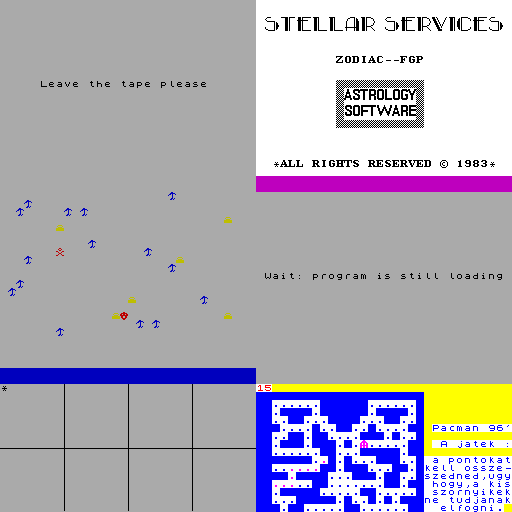 Leave the tape please
STELLAR SERVICES
ZODIAC--FGP
ASTROLOGY
SOFTWARE
*ALL RIGHTS RESERVED © 1983*
Wait: program is still loading
*
15
Pacman 96'
A jatek :
a pontokat
kell ossze-
szedned,ugy
hogy,a kis
szornyikek
ne tudjanak
elfogni.